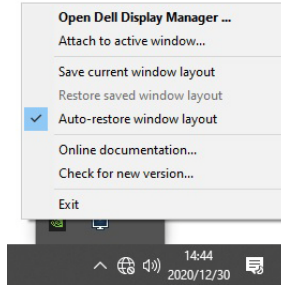 Open Dell Display Manager ...
Attach to active window...
Save current window layout
Restore saved window layout
Auto-restore window layout
Online documentation...
Check for new version...
Exit
14:44
2020/12/30